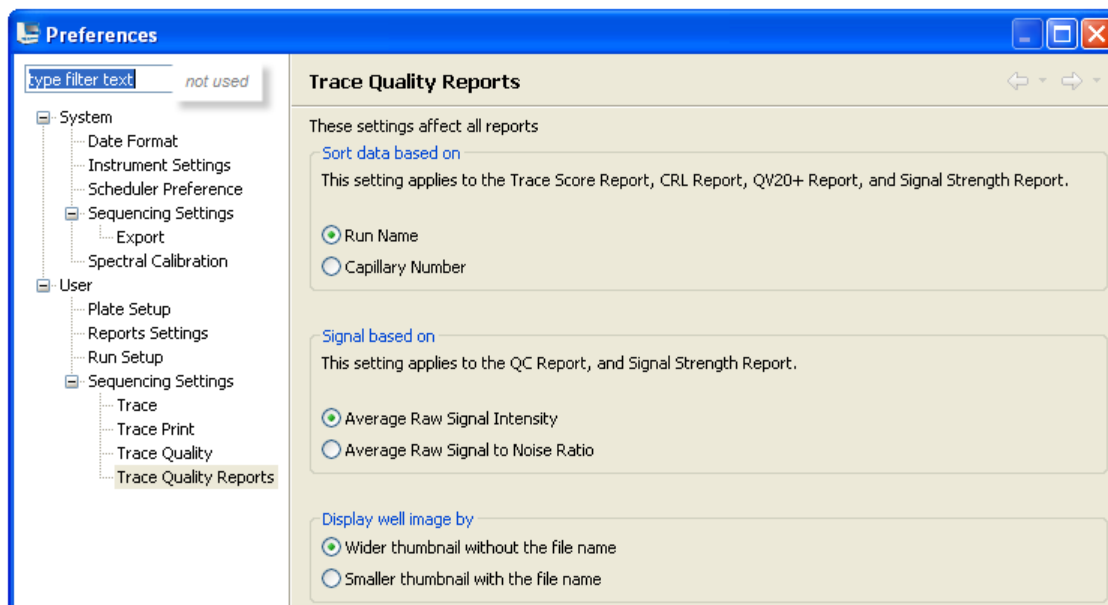 Preferences
type filter text
not used
System
Date Format
Instrument Settings
Scheduler Preference
Sequencing Settings
Export
Spectral Calibration
User
Plate Setup
Reports Settings
Run Setup
Sequencing Settings
Trace
Trace Print
Trace Quality
Trace Quality Reports
Trace Quality Reports
These settings affect all reports
Sort data based on
This setting applies to the Trace Score Report, CRL Report, QV20+ Report, and Signal Strength Report.
Run Name
Capillary Number
Signal based on
This setting applies to the QC Report, and Signal Strength Report.
Average Raw Signal Intensity
Average Raw Signal to Noise Ratio
Display well image by
Wider thumbnail without the file name
Smaller thumbnail with the file name